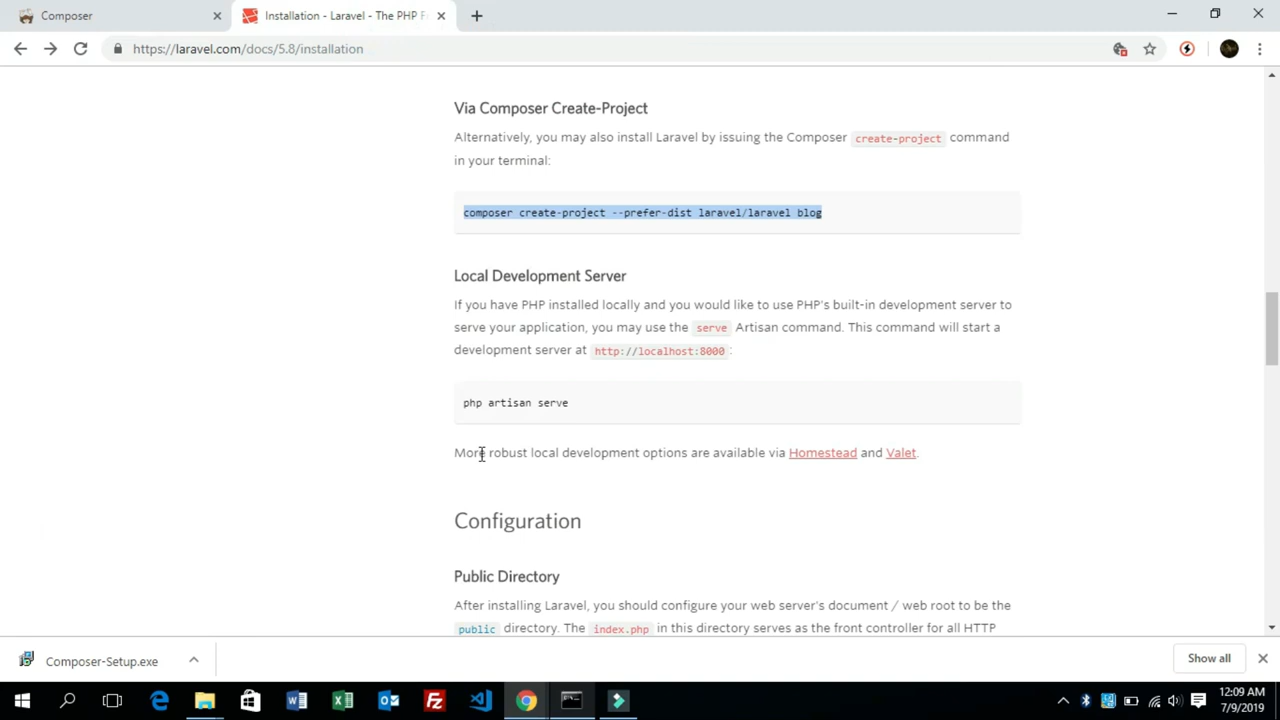 Composer
Installation - Laravel - The PHP F
https://laravel.com/docs/5.8/installation
Via Composer Create-Project
Alternatively, you may also install Laravel by issuing the Composer create-project command
in your terminal:
composer create-project --prefer-dist laravel/laravel blog
Local Development Server
If you have PHP installed locally and you would like to use PHP's built-in development server to
serve your application, you may use the serve Artisan command. This command will start a
development server at http://localhost:8000:
php artisan serve
More robust local development options are available via Homestead and Valet.
Configuration
Public Directory
After installing Laravel, you should configure your web server's document / web root to be the
public directory. The index.php in this directory serves as the front controller for all HTTP
Composer-Setup.exe
Show all
12:09 AM
7/9/2019